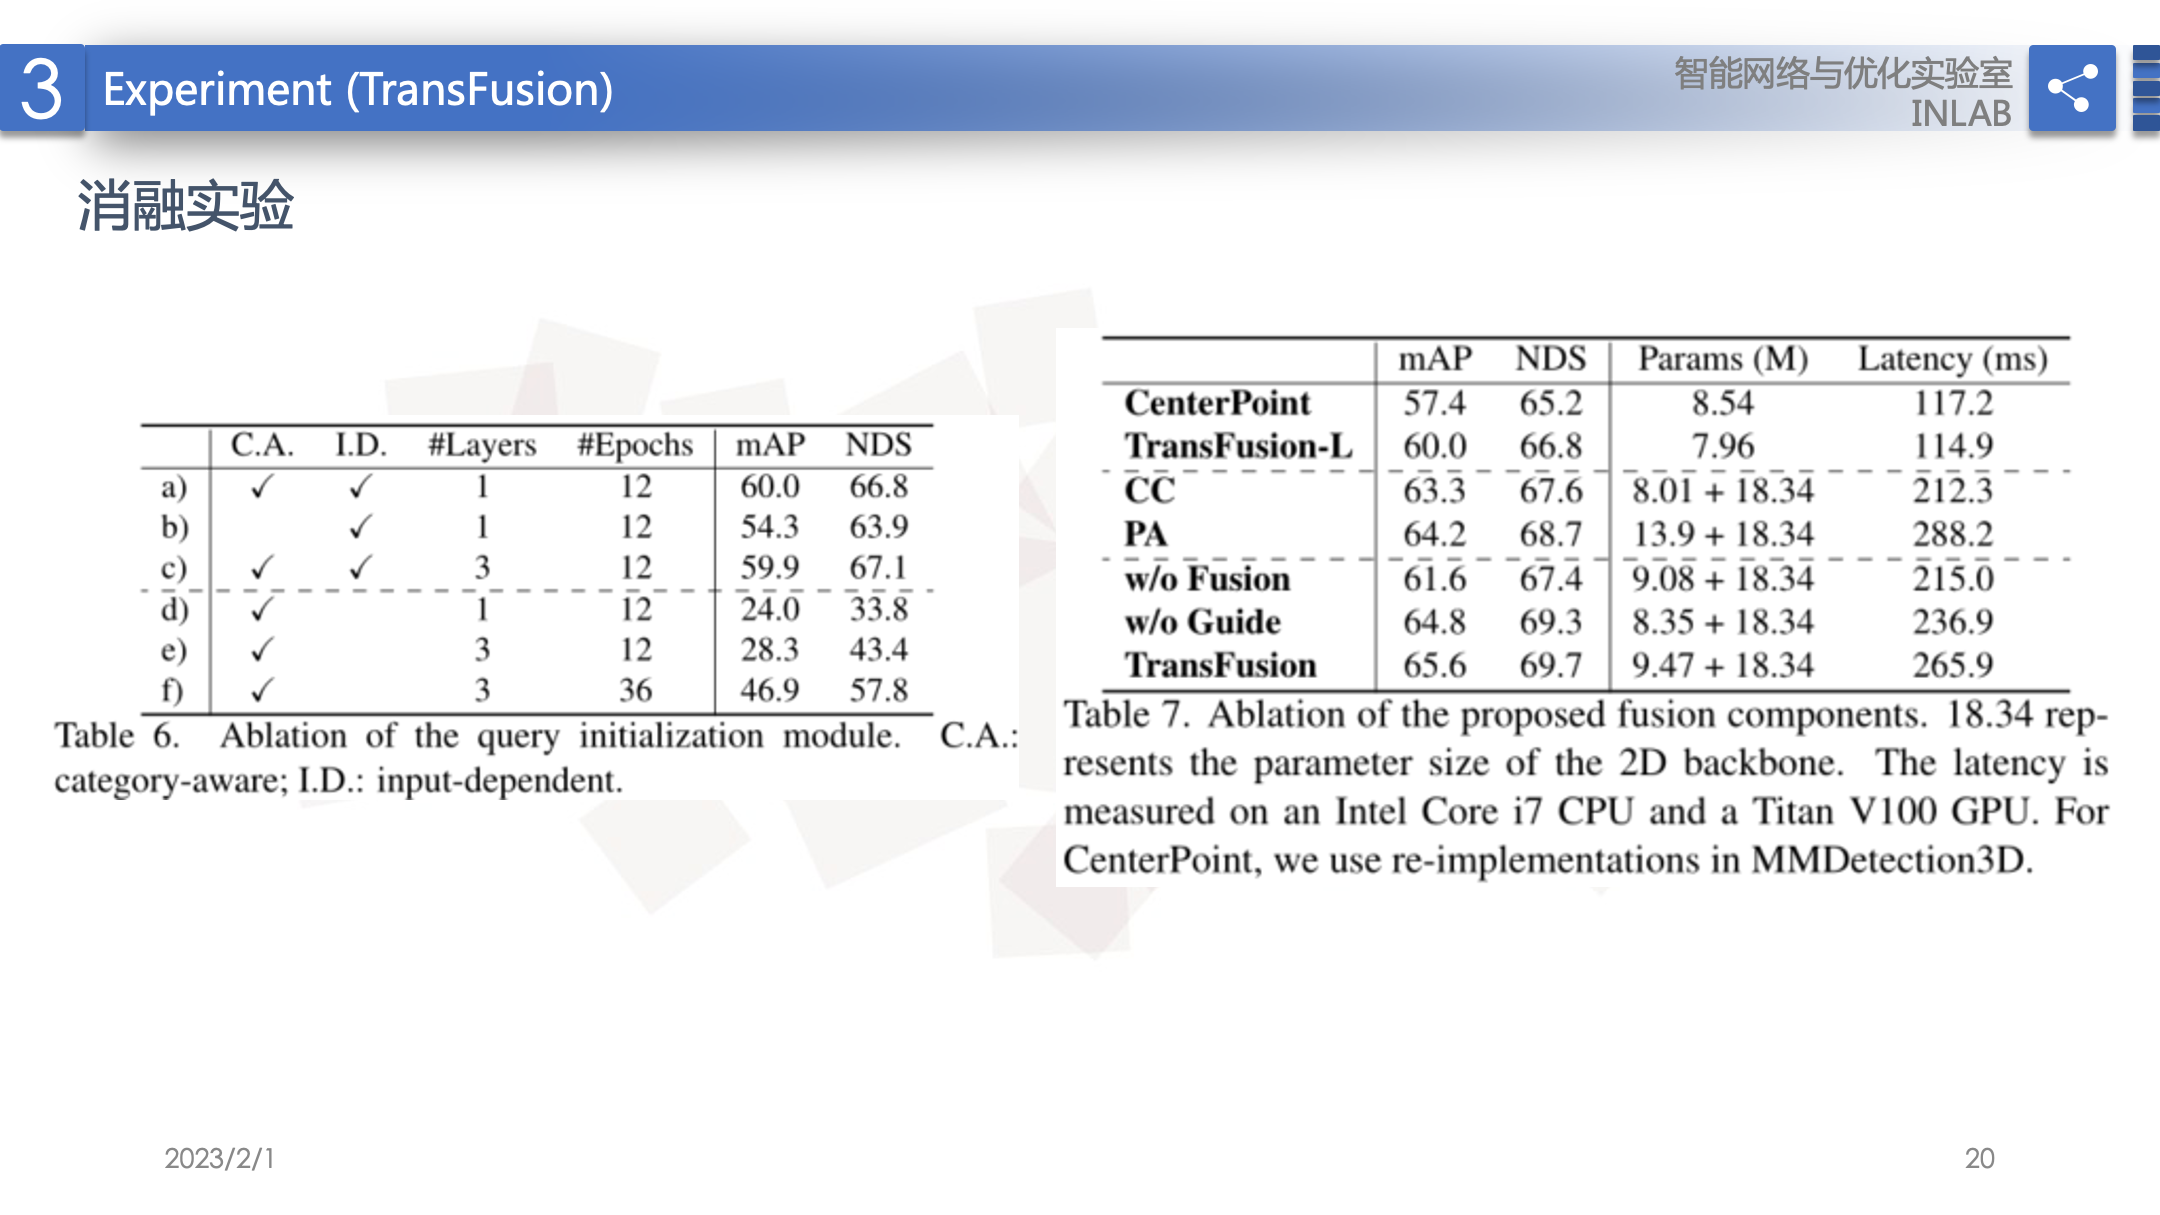 3
Experiment (TransFusion)
智能网络与优化实验室
INLAB
消融实验
C.A. I.D. #Layers #Epochs mAP NDS
a) ✓ ✓ 1 12 60.0 66.8
b) ✓ 1 12 54.3 63.9
c) ✓ ✓ 3 12 59.9 67.1
d) ✓ 1 12 24.0 33.8
e) ✓ 3 12 28.3 43.4
f) ✓ 3 36 46.9 57.8
Table 6. Ablation of the query initialization module. C.A.:
category-aware; I.D.: input-dependent.
mAP NDS Params (M) Latency (ms)
CenterPoint 57.4 65.2 8.54 117.2
TransFusion-L 60.0 66.8 7.96 114.9
CC 63.3 67.6 8.01 + 18.34 212.3
PA 64.2 68.7 13.9 + 18.34 288.2
w/o Fusion 61.6 67.4 9.08 + 18.34 215.0
w/o Guide 64.8 69.3 8.35 + 18.34 236.9
TransFusion 65.6 69.7 9.47 + 18.34 265.9
Table 7. Ablation of the proposed fusion components. 18.34 rep-
resents the parameter size of the 2D backbone. The latency is
measured on an Intel Core i7 CPU and a Titan V100 GPU. For
CenterPoint, we use re-implementations in MMDetection3D.
2023/2/1
20